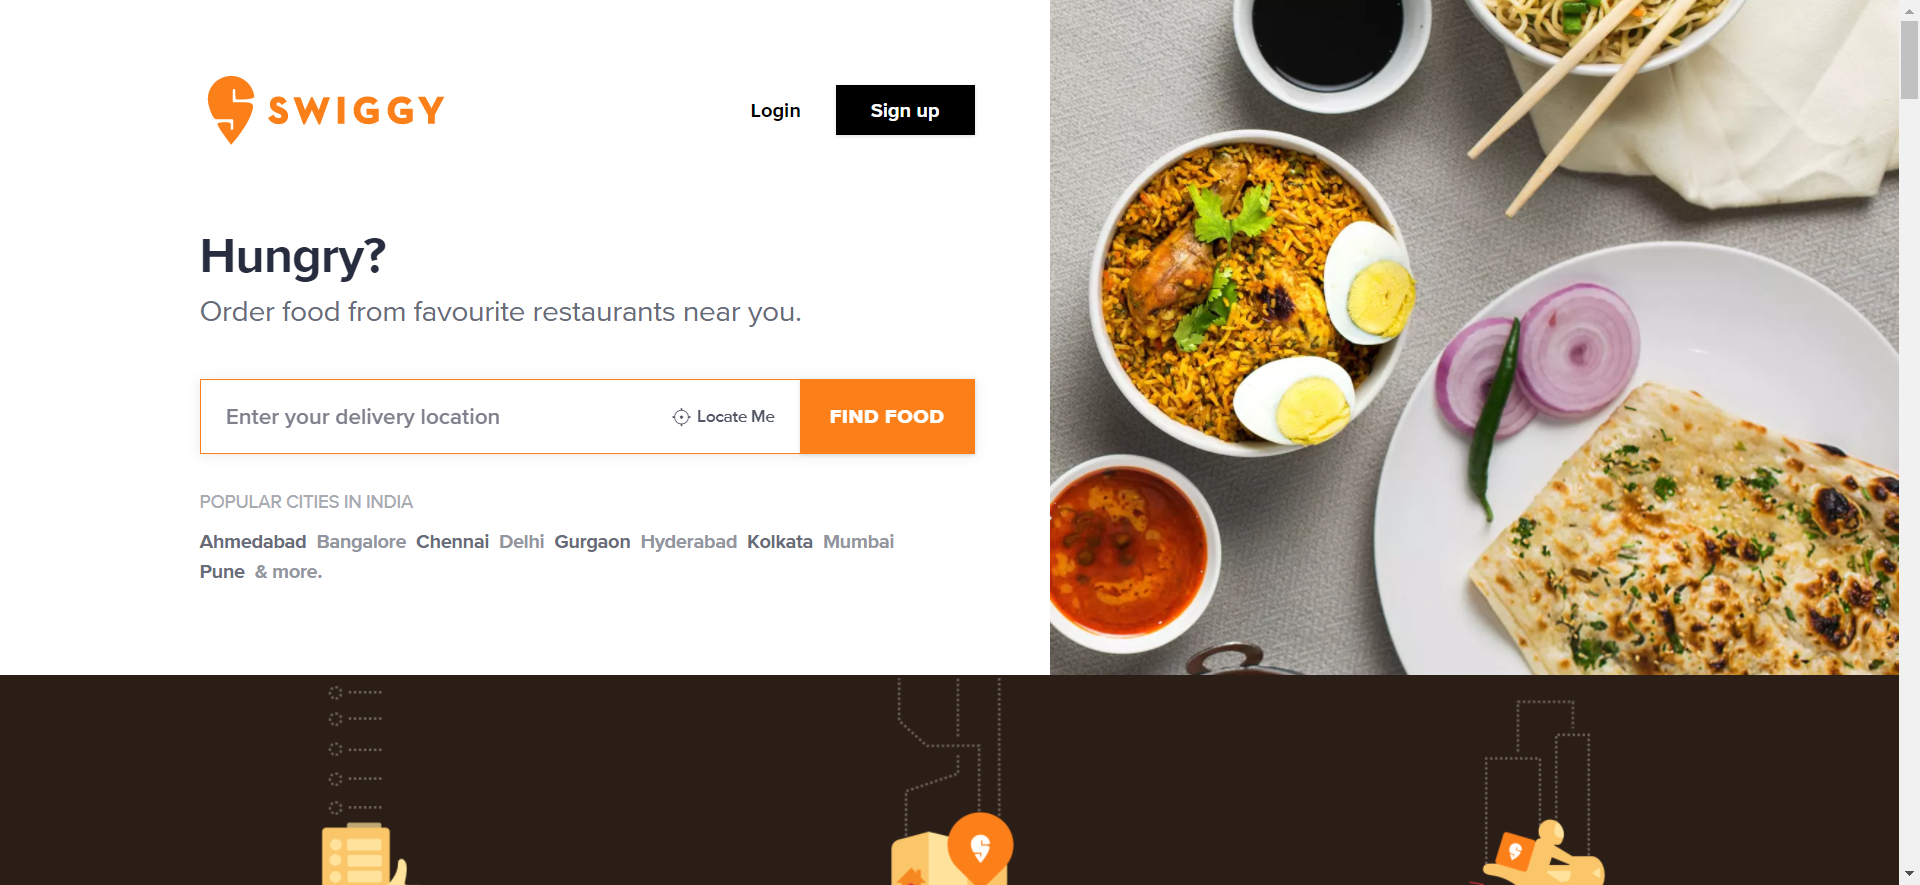 SWIGGY
Login
Sign up
Hungry?
Order food from favourite restaurants near you.
Enter your delivery location
Locate Me
FIND FOOD
POPULAR CITIES IN INDIA
Ahmedabad Bangalore Chennai Delhi Gurgaon Hyderabad Kolkata Mumbai
Pune & more.